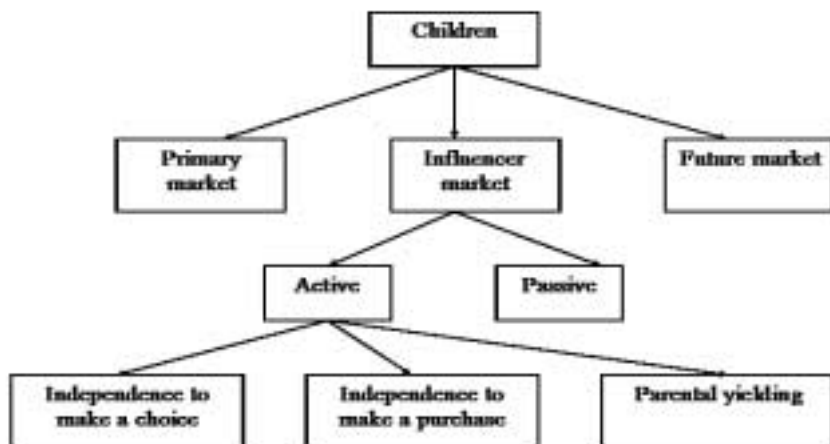 Children
Primary
market
Influencer
market
Future market
Active
Passive
Independence to
make a choice
Independence to
make a purchase
Parental yielding